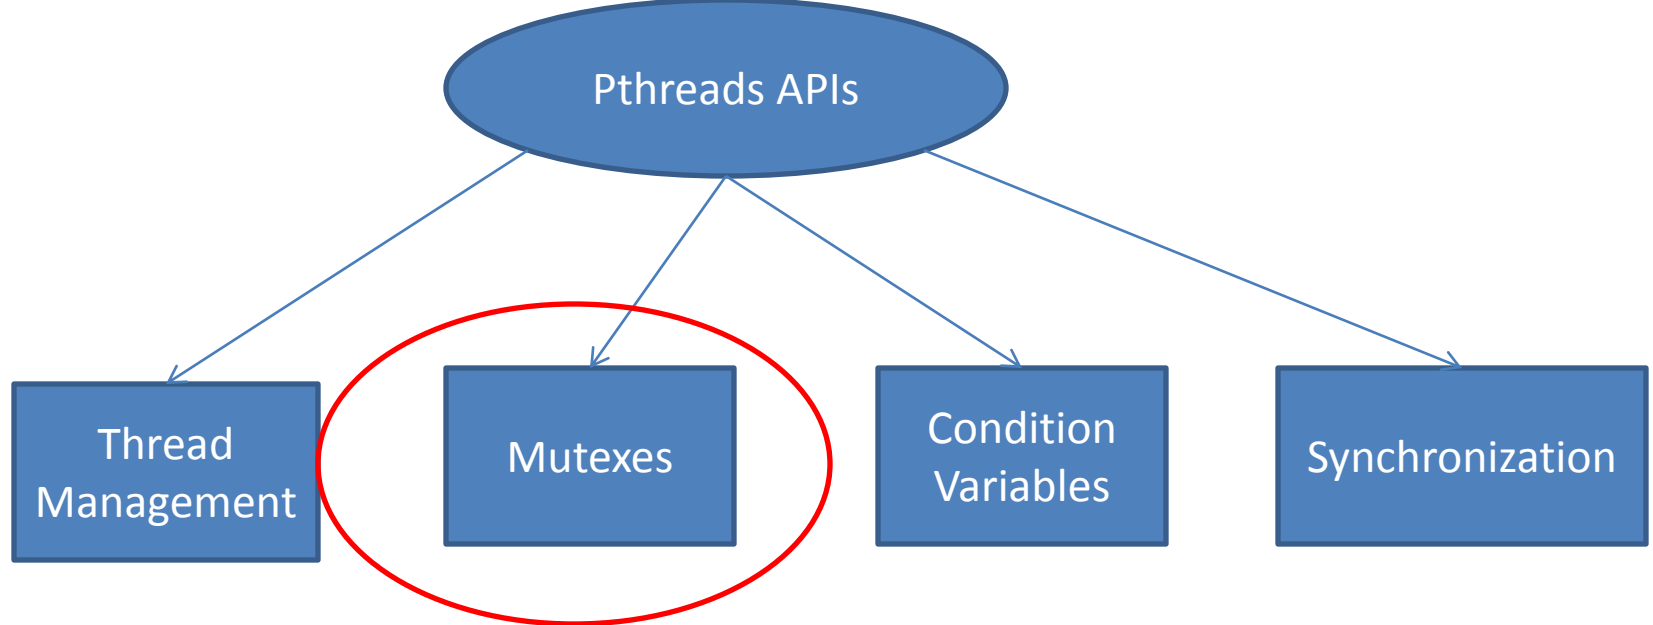 Pthreads APIs
Thread
Management
Mutexes
Condition
Variables
Synchronization